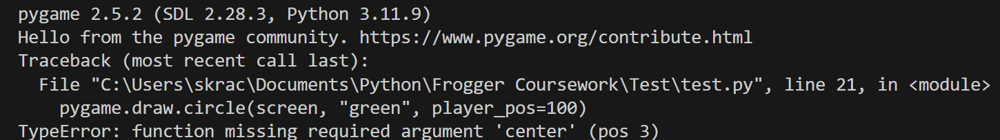 pygame 2.5.2 (SDL 2.28.3, Python 3.11.9)
Hello from the pygame community. https://www.pygame.org/contribute.html
Traceback (most recent call last):
  File "C:\Users\skrac\Documents\Python\Frogger Coursework\Test\test.py", line 21, in <module>
    pygame.draw.circle(screen, "green", player_pos=100)
TypeError: function missing required argument 'center' (pos 3)